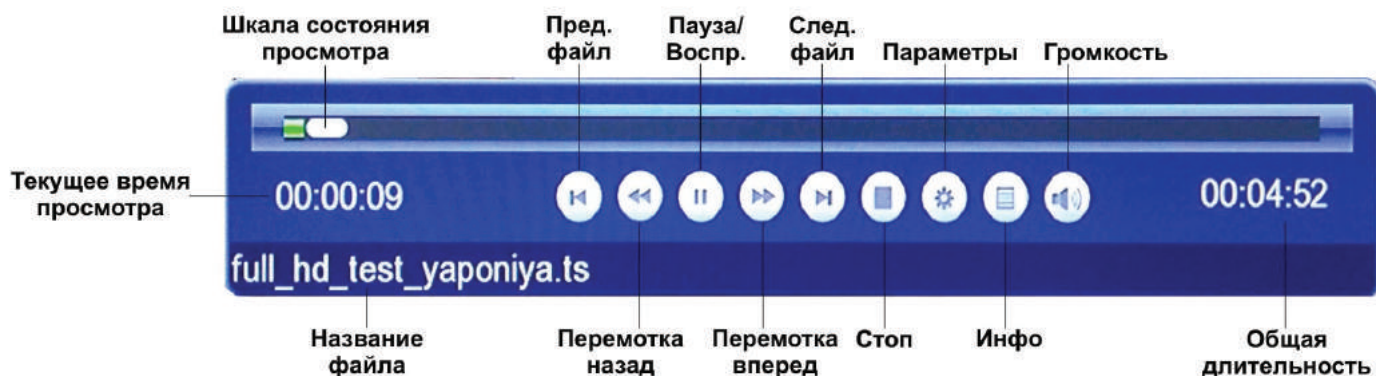 Шкала состояния
просмотра
Пред.
файл
Пауза/
Воспр.
След.
файл
Параметры
Громкость
Текущее время
просмотра
00:00:09
00:04:52
full_hd_test_yaponiya.ts
Название
файла
Перемотка
назад
Перемотка
вперед
Стоп
Инфо
Общая
длительность